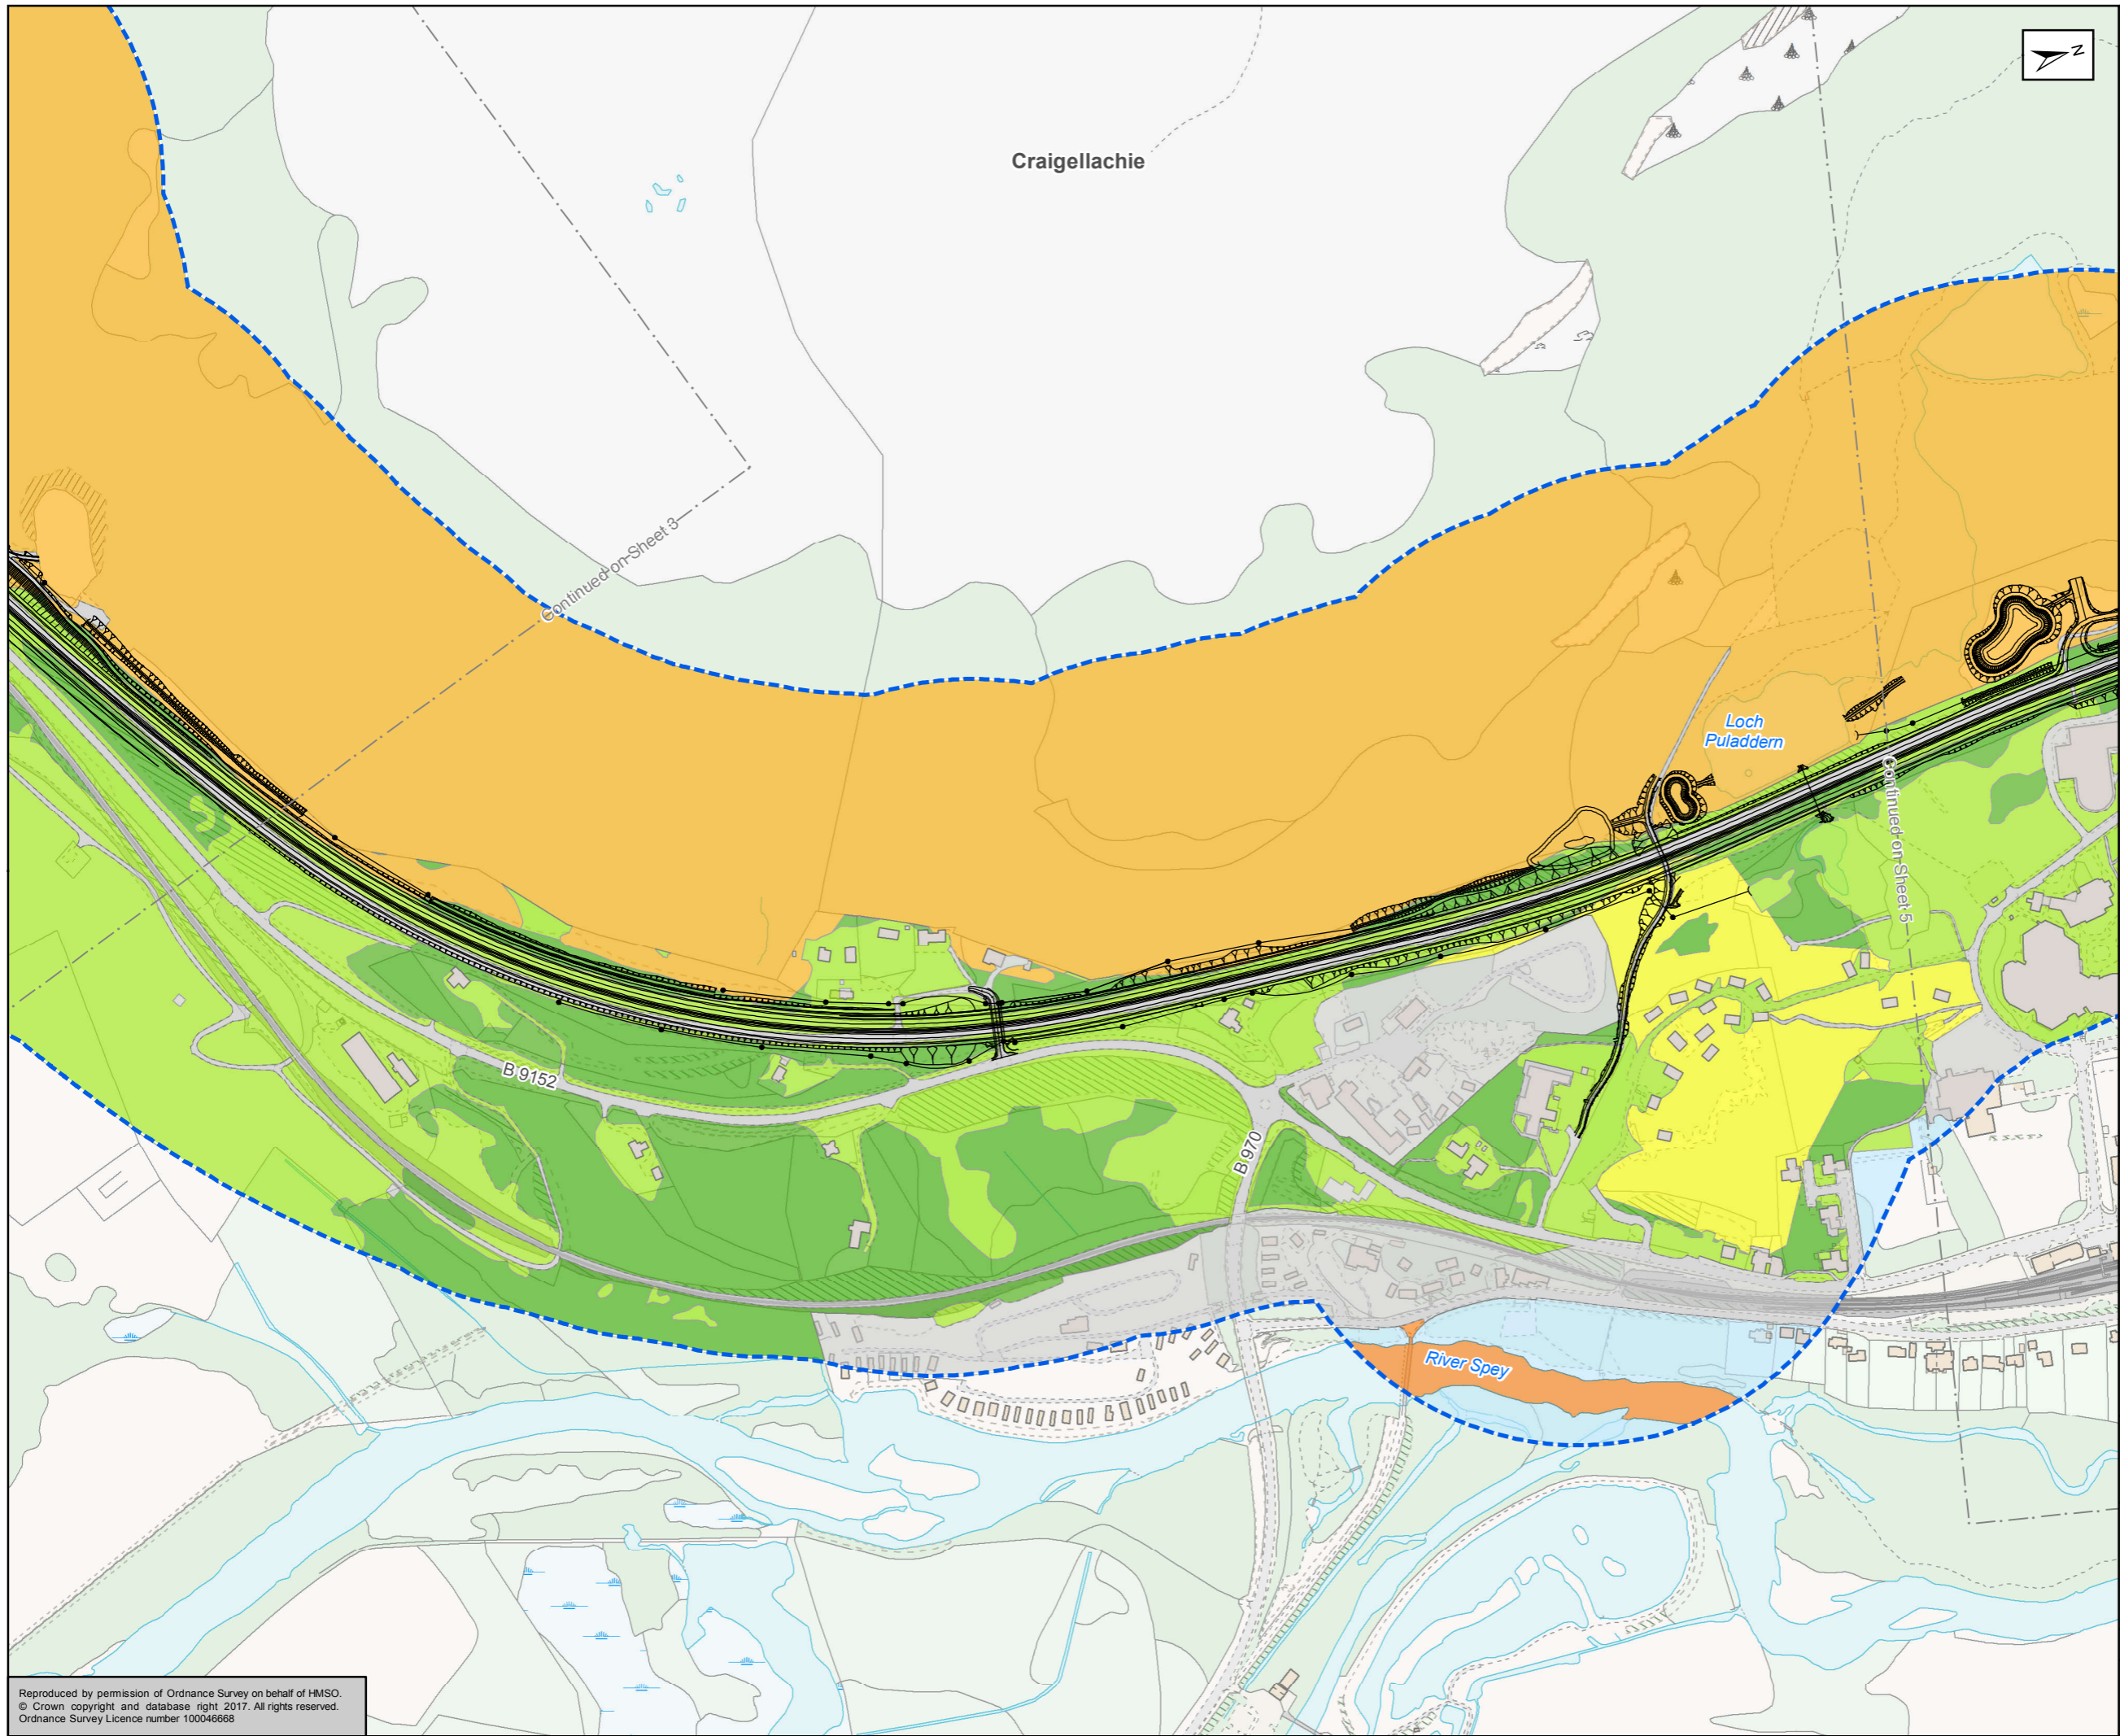 N
Craigellachie
Continued on Sheet 3
Loch
Puladdern
Continued on Sheet 5
B 9152
B 970
River Spey
Reproduced by permission of Ordnance Survey on behalf of HMSO.
© Crown copyright and database right 2017. All rights reserved.
Ordnance Survey Licence number 100046668